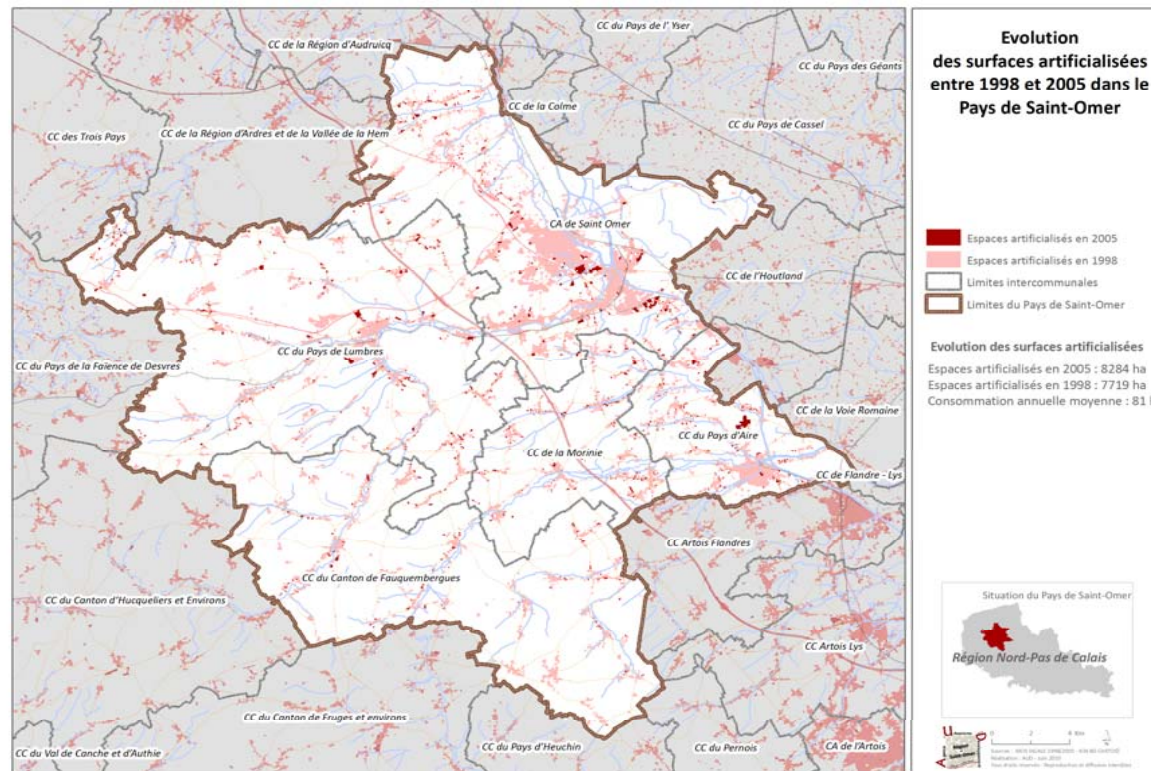 Evolution
des surfaces artificialisées
entre 1998 et 2005 dans le
Pays de Saint-Omer
Espaces artificialisés en 2005
Espaces artificialisés en 1998
Limites intercommunales
Limites du Pays de Saint-Omer
Evolution des surfaces artificialisées
Espaces artificialisés en 2005 : 8284 ha
Espaces artificialisés en 1998 : 7719 ha
Consommation annuelle moyenne : 81
CC du Pays de l' Yser
CC de la Région d'Audruicq
CC du Pays des Géants
CC de la Colme
CC du Pays de Cassel
CC des Trois Pays
CC de la Région d'Ardres et de la Vallée de la Hem
CA de Saint Omer
CC de l'Houtland
CC du Pays de Lumbres
CC du Pays de la Faïence de Desvres
CC de la Voie Romaine
CC du Pays d'Aire
CC de la Morinie
CC de Flandre - Lys
CC Artois Flandres
CC du Canton de Fauquembergues
CC du Canton d'Hucqueliers et Environs
CC Artois Lys
CC du Canton de Fruges et environs
CC du Val de Canche et d'Authie
CC du Pays d'Heuchin
CC du Pernois
CA de l'Artois
Situation du Pays de Saint-Omer
Région Nord-Pas de Calais
0 2 4 Km